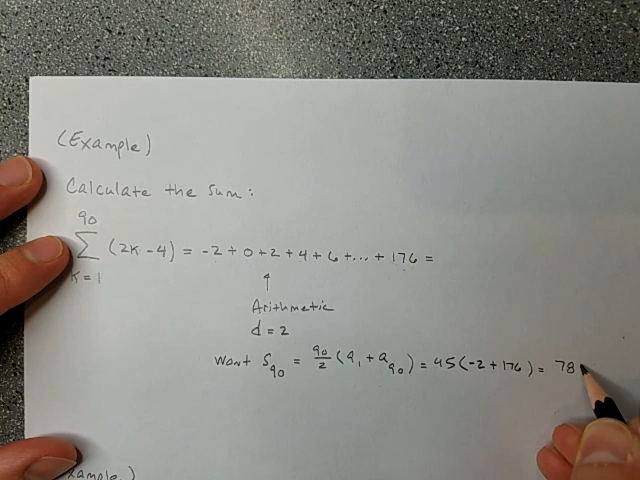 (Example)
Calculate the sum:
90
∑ (2k - 4) = -2 + 0 + 2 + 4 + 6 + ... + 176 =
k = 1
Arithmetic
d = 2
Want S₉₀ = 90/2 (a₁ + a₉₀) = 45(-2 + 176) = 78
xample)